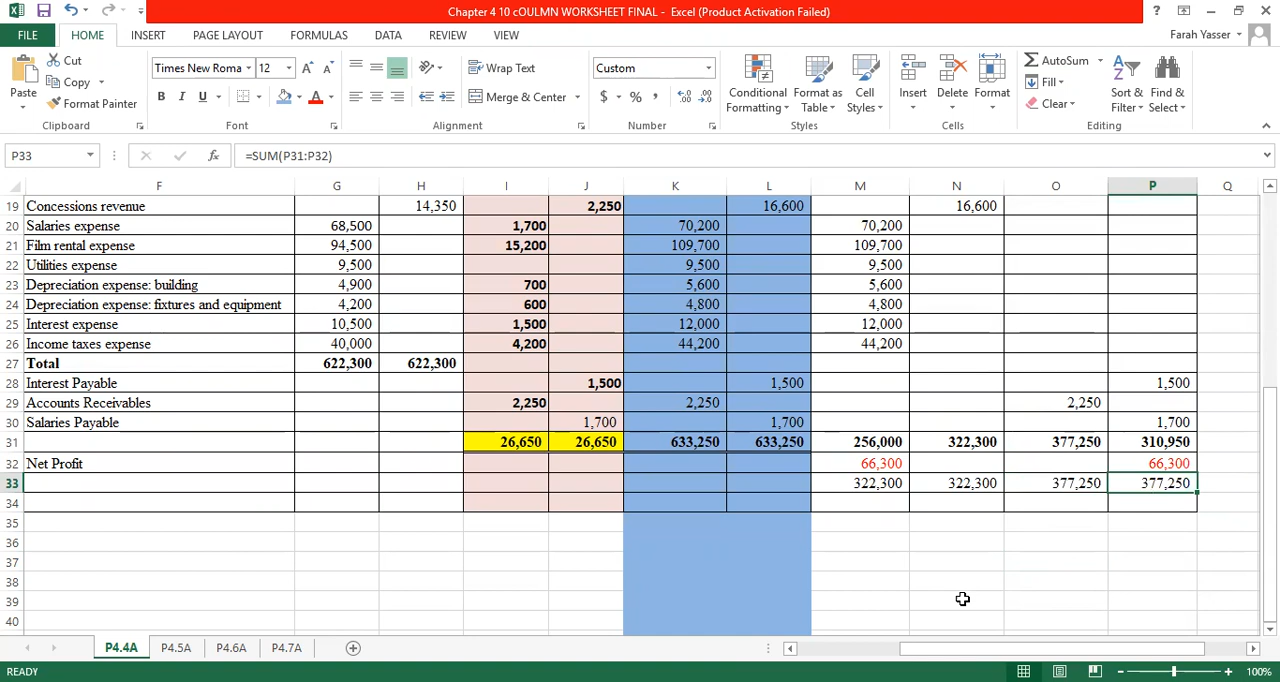 Chapter 4 10 cOULMN WORKSHEET FINAL - Excel (Product Activation Failed)
?
FILE HOME INSERT PAGE LAYOUT FORMULAS DATA REVIEW VIEW Farah Yasser
Paste Cut Copy Format Painter Clipboard
Times New Roma 12 B I U A Font
Wrap Text Merge & Center Alignment
Custom $ % , Number
Conditional Formatting Format as Table Cell Styles Styles
Insert Delete Format Cells
AutoSum Fill Clear Sort & Filter Find & Select Editing
P33 fx =SUM(P31:P32)
F G H I J K L M N O P Q
19 Concessions revenue 14,350 2,250 16,600 16,600
20 Salaries expense 68,500 1,700 70,200 70,200
21 Film rental expense 94,500 15,200 109,700 109,700
22 Utilities expense 9,500 9,500 9,500
23 Depreciation expense: building 4,900 700 5,600 5,600
24 Depreciation expense: fixtures and equipment 4,200 600 4,800 4,800
25 Interest expense 10,500 1,500 12,000 12,000
26 Income taxes expense 40,000 4,200 44,200 44,200
27 Total 622,300 622,300
28 Interest Payable 1,500 1,500 1,500
29 Accounts Receivables 2,250 2,250 2,250
30 Salaries Payable 1,700 1,700 1,700
31 26,650 26,650 633,250 633,250 256,000 322,300 377,250 310,950
32 Net Profit 66,300 66,300
33 322,300 322,300 377,250 377,250
34
35
36
37
38
39
40
P4.4A P4.5A P4.6A P4.7A
READY 100%